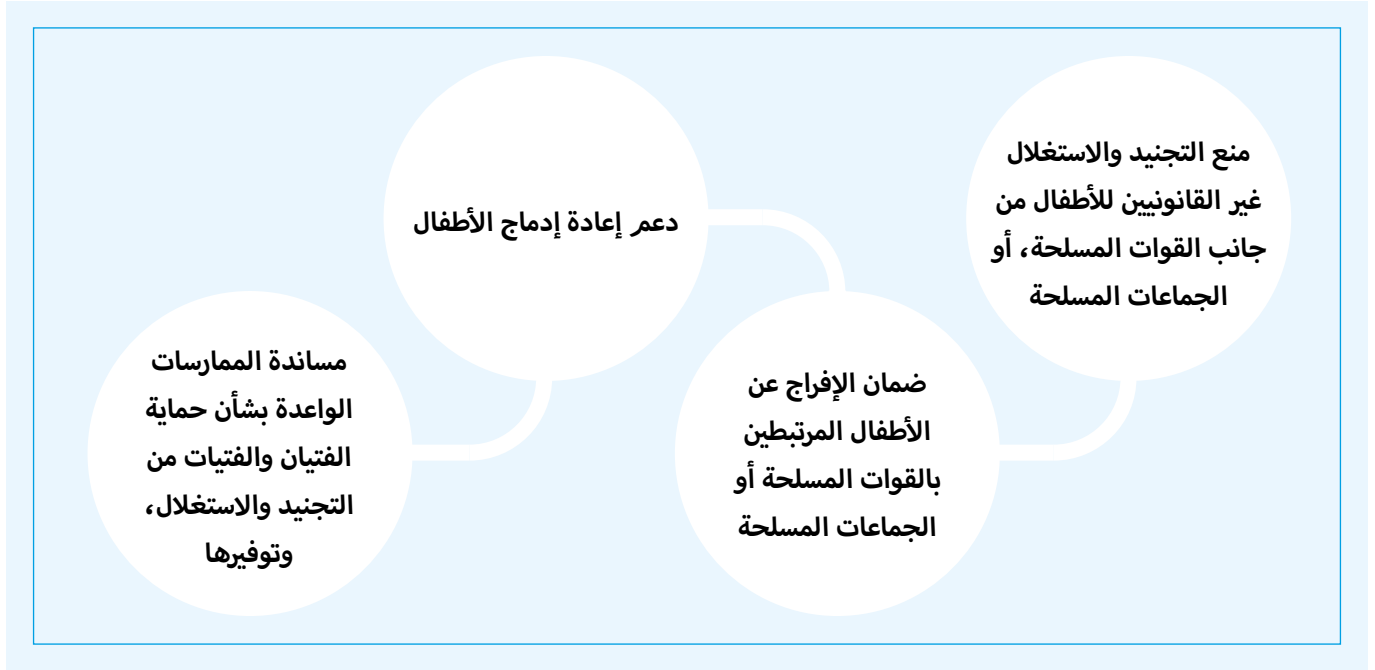 منع التجنيد والاستغلال
غير القانونيين للأطفال من
جانب القوات المسلحة، أو
الجماعات المسلحة
ضمان الإفراج عن
الأطفال المرتبطين
بالقوات المسلحة أو
الجماعات المسلحة
دعم إعادة إدماج الأطفال
مساندة الممارسات
الواعدة بشأن حماية
الفتيان والفتيات من
التجنيد والاستغلال،
وتوفيرها